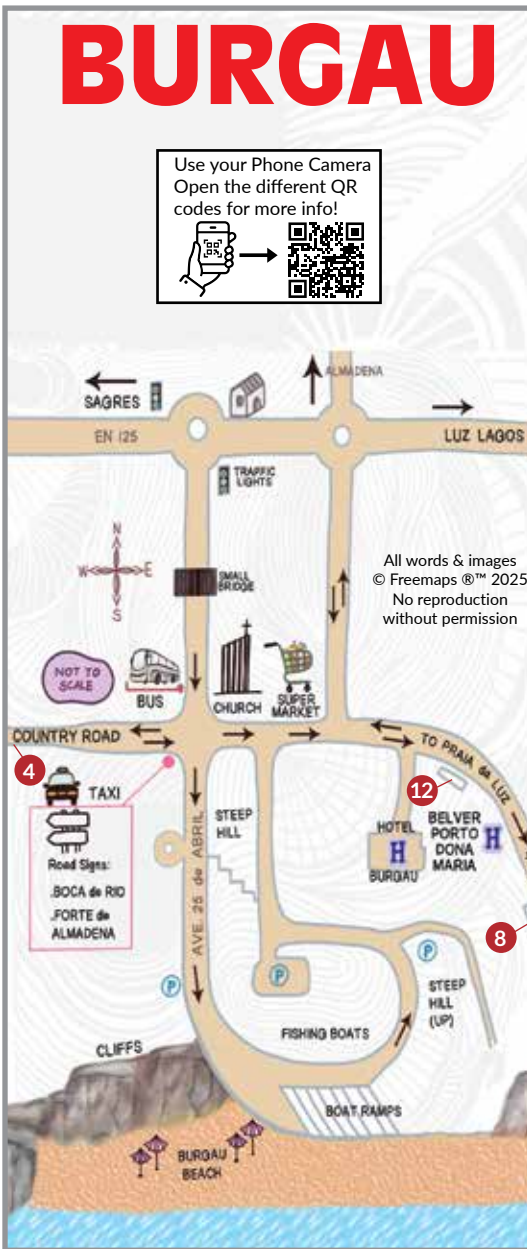 BURGAU
Use your Phone Camera
Open the different QR
codes for more info!
ALMADENA
SAGRES
EN 125
LUZ LAGOS
TRAFFIC
LIGHTS
N
A
W E
V
S
SMALL
BRIDGE
All words & images
© Freemaps ®™ 2025
No reproduction
without permission
NOT TO
SCALE
BUS
CHURCH
SUPER
MARKET
COUNTRY ROAD
TO PRAIA da LUZ
4
TAXI
12
Road Signs:
.BOCA de RIO
.FORTE de
ALMADENA
AVE. 25 de ABRIL
STEEP
HILL
HOTEL
H
BURGAU
BELVER
PORTO
DONA
MARIA
H
8
P
P
P
STEEP
HILL
(UP)
FISHING BOATS
CLIFFS
BOAT RAMPS
BURGAU
BEACH